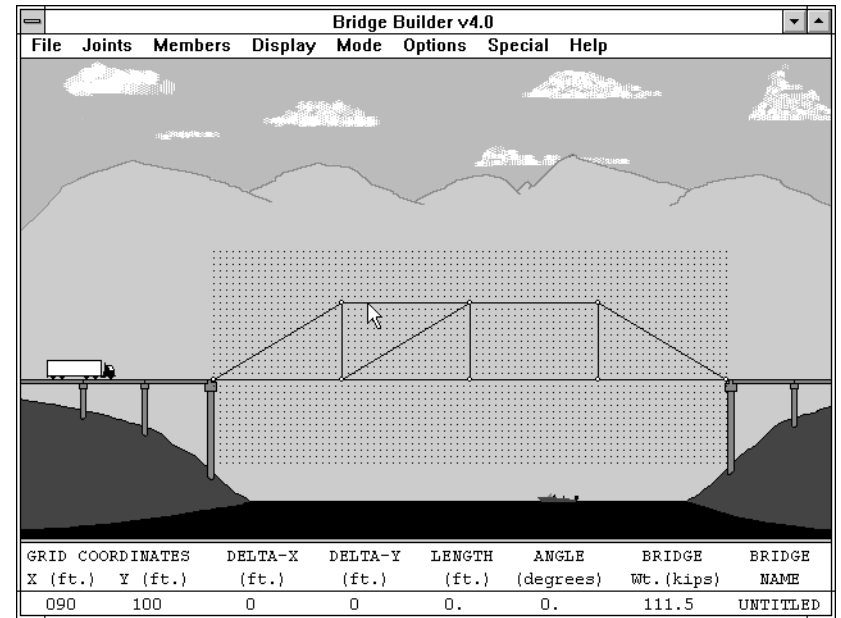 Bridge Builder v4.0
File Joints Members Display Mode Options Special Help
GRID COORDINATES DELTA-X DELTA-Y LENGTH ANGLE BRIDGE BRIDGE
X (ft.) Y (ft.) (ft.) (ft.) (ft.) (degrees) Wt.(kips) NAME
090 100 0 0 0. 0. 111.5 UNTITLED